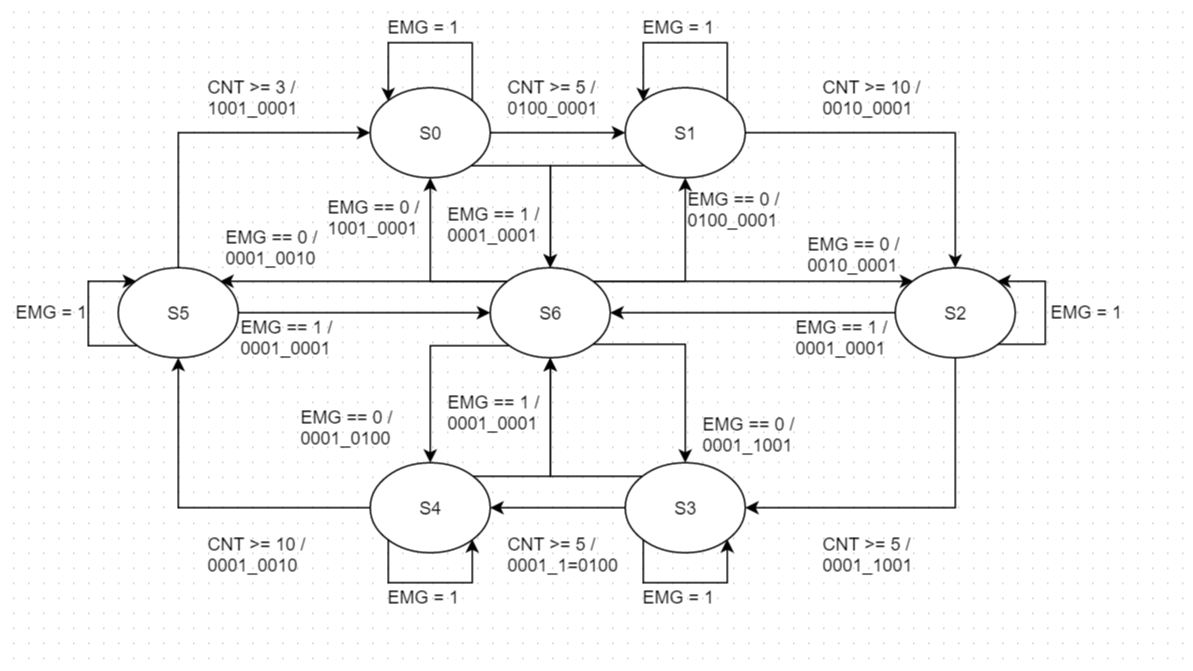 EMG = 1
EMG = 1
CNT >= 3 /
1001_0001
CNT >= 5 /
0100_0001
CNT >= 10 /
0010_0001
S0
S1
EMG == 0 /
1001_0001
EMG == 1 /
0001_0001
EMG == 0 /
0100_0001
EMG == 0 /
0001_0010
EMG == 0 /
0010_0001
EMG = 1
S5
S6
S2
EMG = 1
EMG == 1 /
0001_0001
EMG == 1 /
0001_0001
EMG == 0 /
0001_0100
EMG == 1 /
0001_0001
EMG == 0 /
0001_1001
S4
S3
CNT >= 10 /
0001_0010
CNT >= 5 /
0001_1=0100
CNT >= 5 /
0001_1001
EMG = 1
EMG = 1